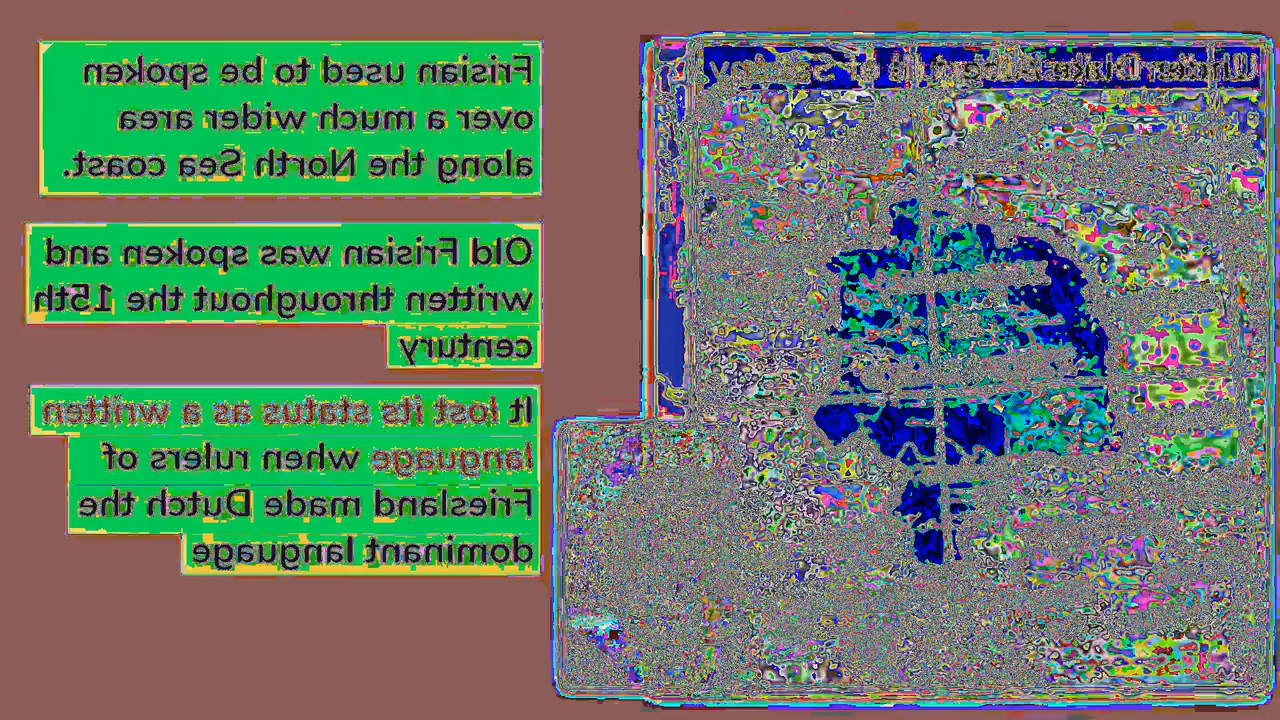 Frisian used to be spoken
over a much wider area
along the North Sea coast.
Old Frisian was spoken and
written throughout the 15th
century
It lost its status as a written
language when rulers of
Friesland made Dutch the
dominant language